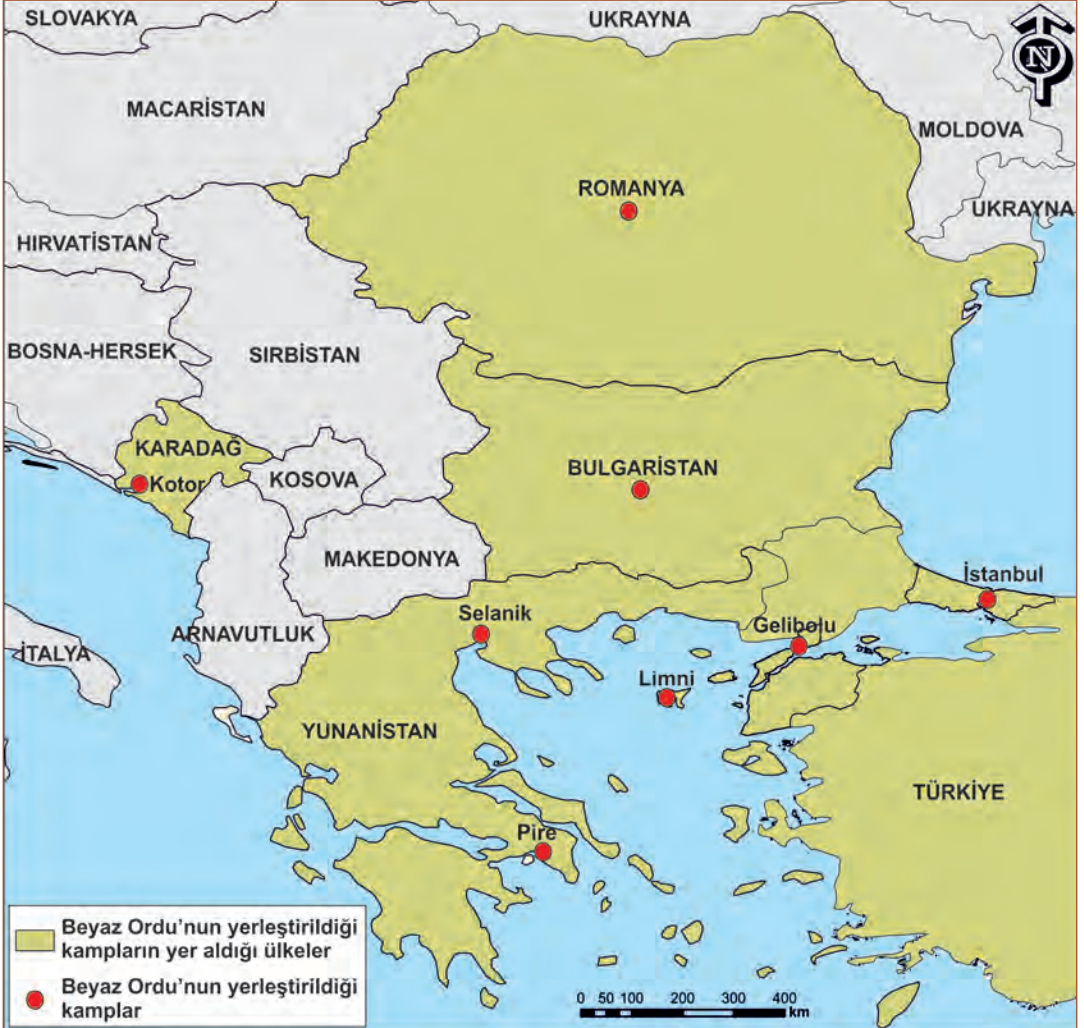 SLOVAKYA
UKRAYNA
N
MACARİSTAN
MOLDOVA
ROMANYA
UKRAYNA
HIRVATİSTAN
BOSNA-HERSEK
SIRBİSTAN
KARADAĞ
Kotor
KOSOVA
BULGARİSTAN
MAKEDONYA
İstanbul
Selanik
Gelibolu
ARNAVUTLUK
İTALYA
Limni
YUNANİSTAN
TÜRKİYE
Pire
Beyaz Ordu'nun yerleştirildiği
kampların yer aldığı ülkeler
Beyaz Ordu'nun yerleştirildiği
kamplar
0 50 100 200 300 400
km